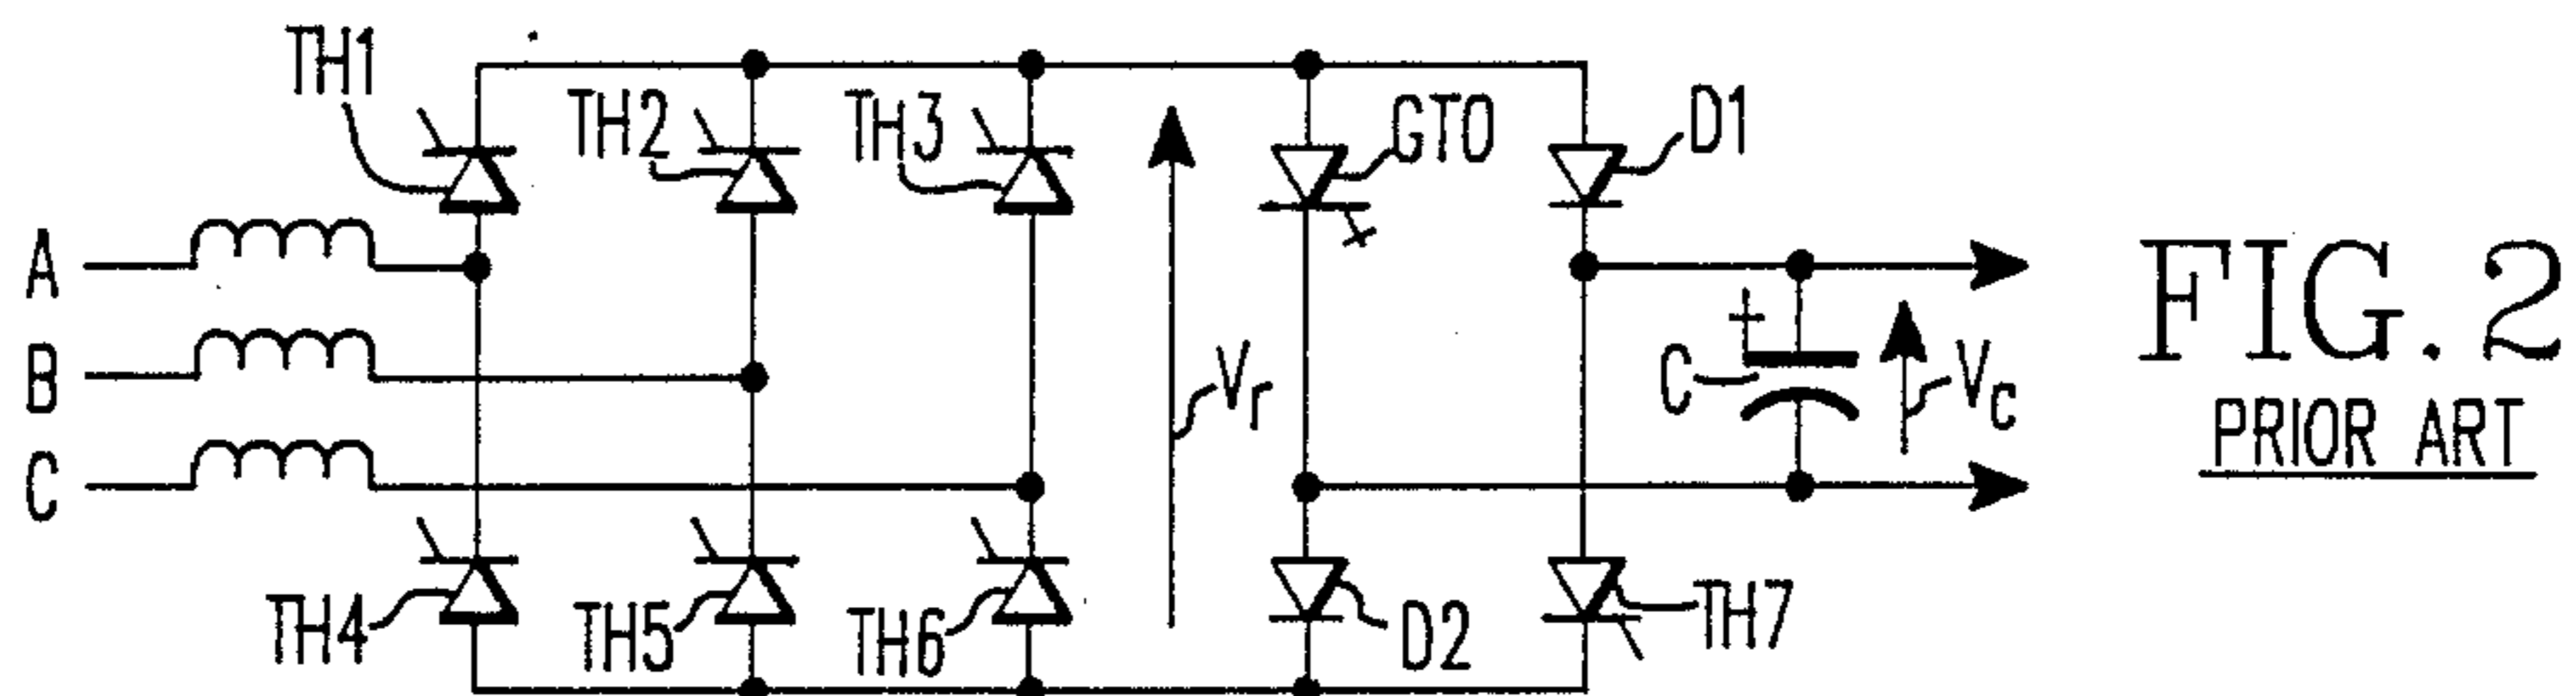 TH1
TH2
TH3
GTO
D1
A
B
C
Vr
C
+
Vc
TH4
TH5
TH6
D2
TH7
FIG. 2
PRIOR ART